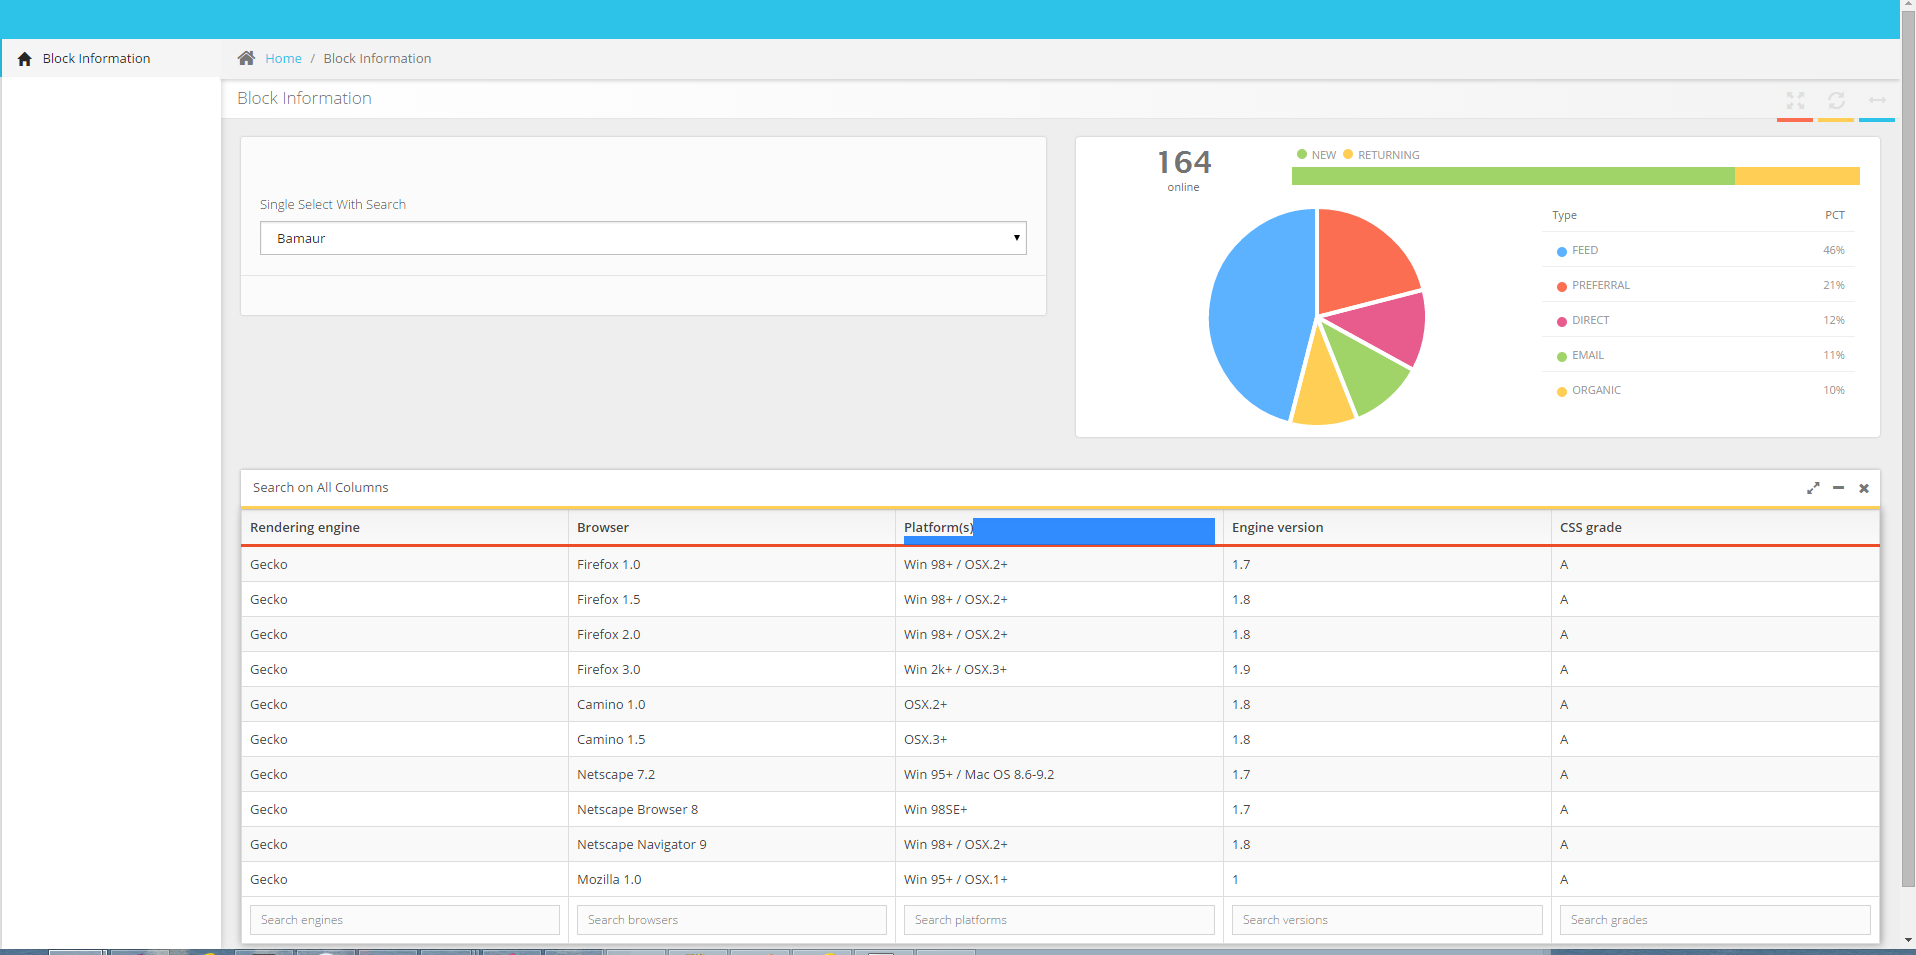 Block Information
Home / Block Information
Block Information
Single Select With Search
Bamaur
164
online
NEW RETURNING
Type PCT
FEED 46%
PREFERRAL 21%
DIRECT 12%
EMAIL 11%
ORGANIC 10%
Search on All Columns
Rendering engine Browser Platform(s) Engine version CSS grade
Gecko Firefox 1.0 Win 98+ / OSX.2+ 1.7 A
Gecko Firefox 1.5 Win 98+ / OSX.2+ 1.8 A
Gecko Firefox 2.0 Win 98+ / OSX.2+ 1.8 A
Gecko Firefox 3.0 Win 2k+ / OSX.3+ 1.9 A
Gecko Camino 1.0 OSX.2+ 1.8 A
Gecko Camino 1.5 OSX.3+ 1.8 A
Gecko Netscape 7.2 Win 95+ / Mac OS 8.6-9.2 1.7 A
Gecko Netscape Browser 8 Win 98SE+ 1.7 A
Gecko Netscape Navigator 9 Win 98+ / OSX.2+ 1.8 A
Gecko Mozilla 1.0 Win 95+ / OSX.1+ 1 A
Search engines Search browsers Search platforms Search versions Search grades